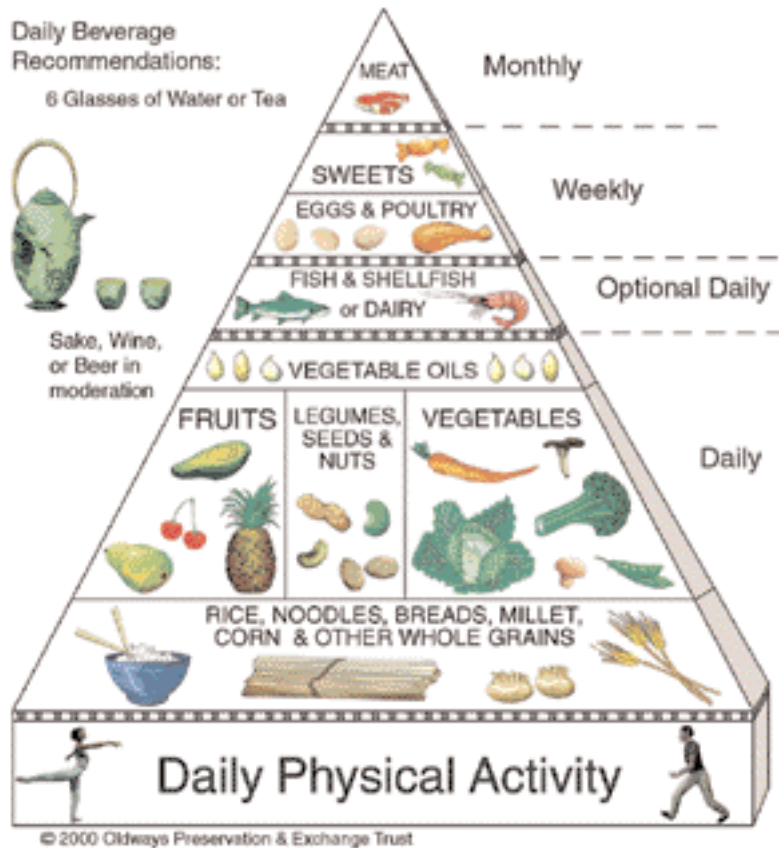 Daily Beverage
Recommendations:
6 Glasses of Water or Tea
Sake, Wine,
or Beer in
moderation
MEAT
Monthly
SWEETS
Weekly
EGGS & POULTRY
FISH & SHELLFISH
or DAIRY
Optional Daily
VEGETABLE OILS
FRUITS
LEGUMES,
SEEDS &
NUTS
VEGETABLES
Daily
RICE, NOODLES, BREADS, MILLET,
CORN & OTHER WHOLE GRAINS
Daily Physical Activity
© 2000 Oldways Preservation & Exchange Trust